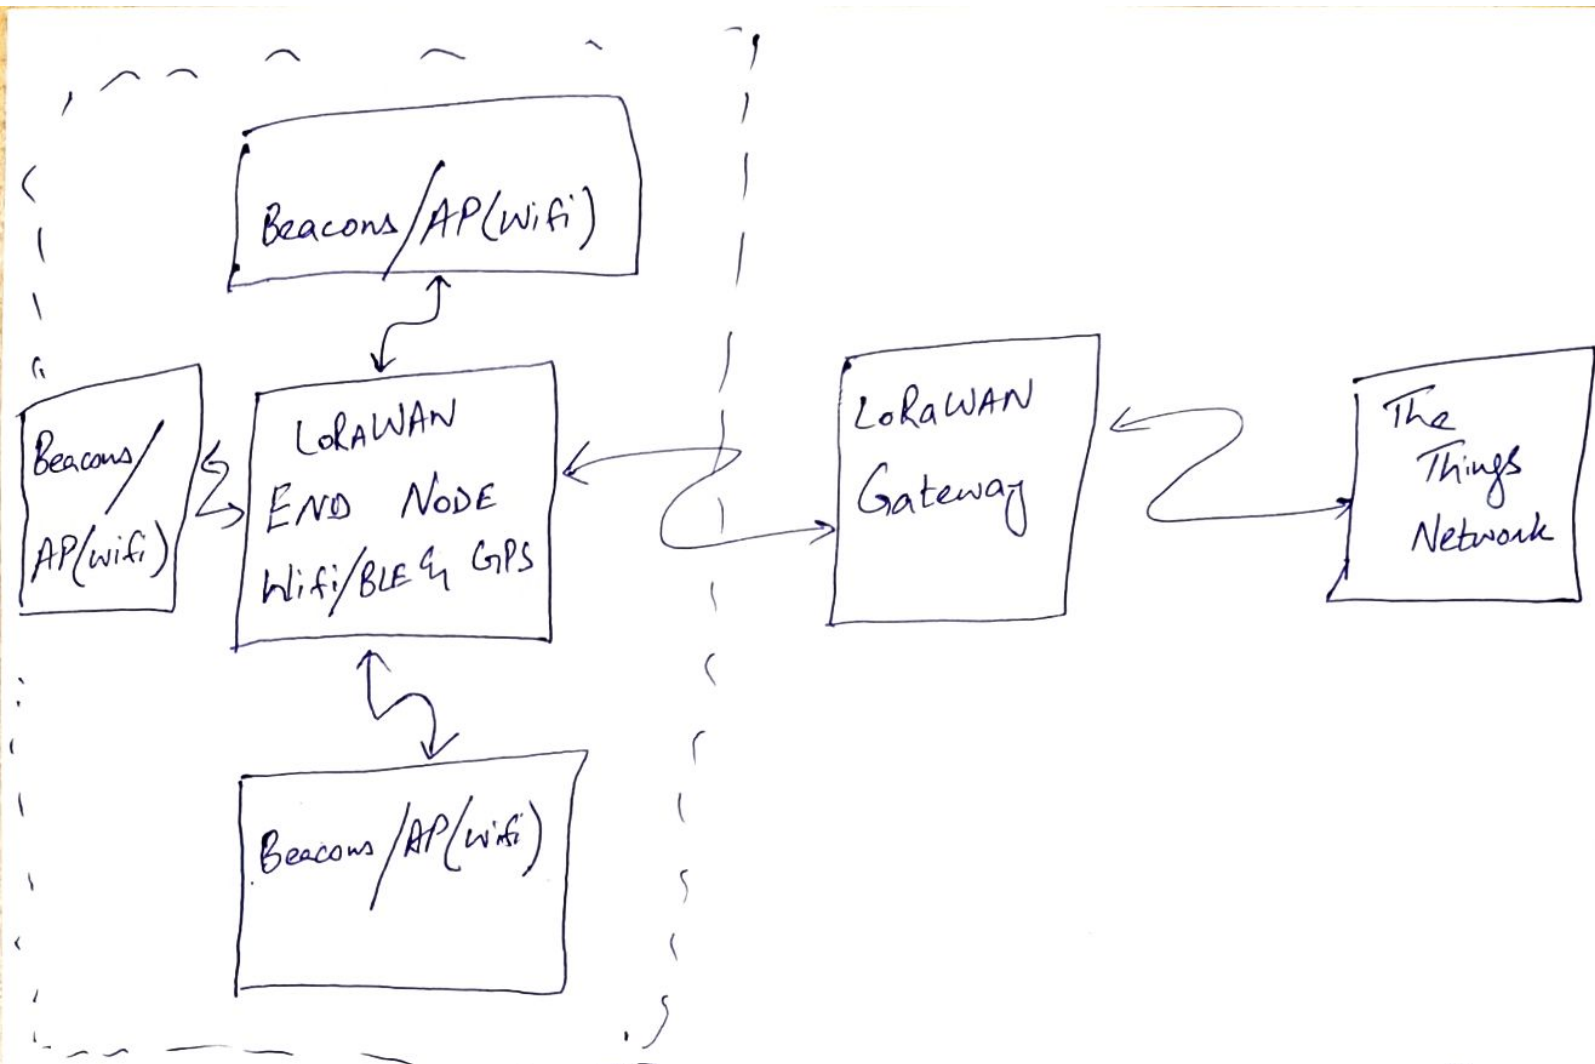 Beacons/AP(Wifi)
Beacons/
AP(wifi)
LoRAWAN
END NODE
Wifi/BLE & GPS
Beacons/AP(wifi)
LoRaWAN
Gateway
The
Things
Network